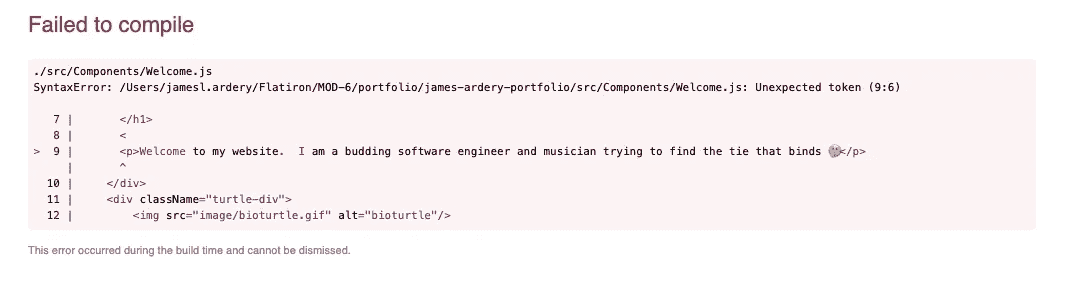 Failed to compile
./src/Components/Welcome.js
SyntaxError: /Users/jamesl.ardery/Flatiron/MOD-6/portfolio/james-ardery-portfolio/src/Components/Welcome.js: Unexpected token (9:6)
7 | </h1>
8 | <
> 9 | <p>Welcome to my website.  I am a budding software engineer and musician trying to find the tie that binds 🗿</p>
| ^
10 | </div>
11 | <div className="turtle-div">
12 | <img src="image/bioturtle.gif" alt="bioturtle"/>
This error occurred during the build time and cannot be dismissed.